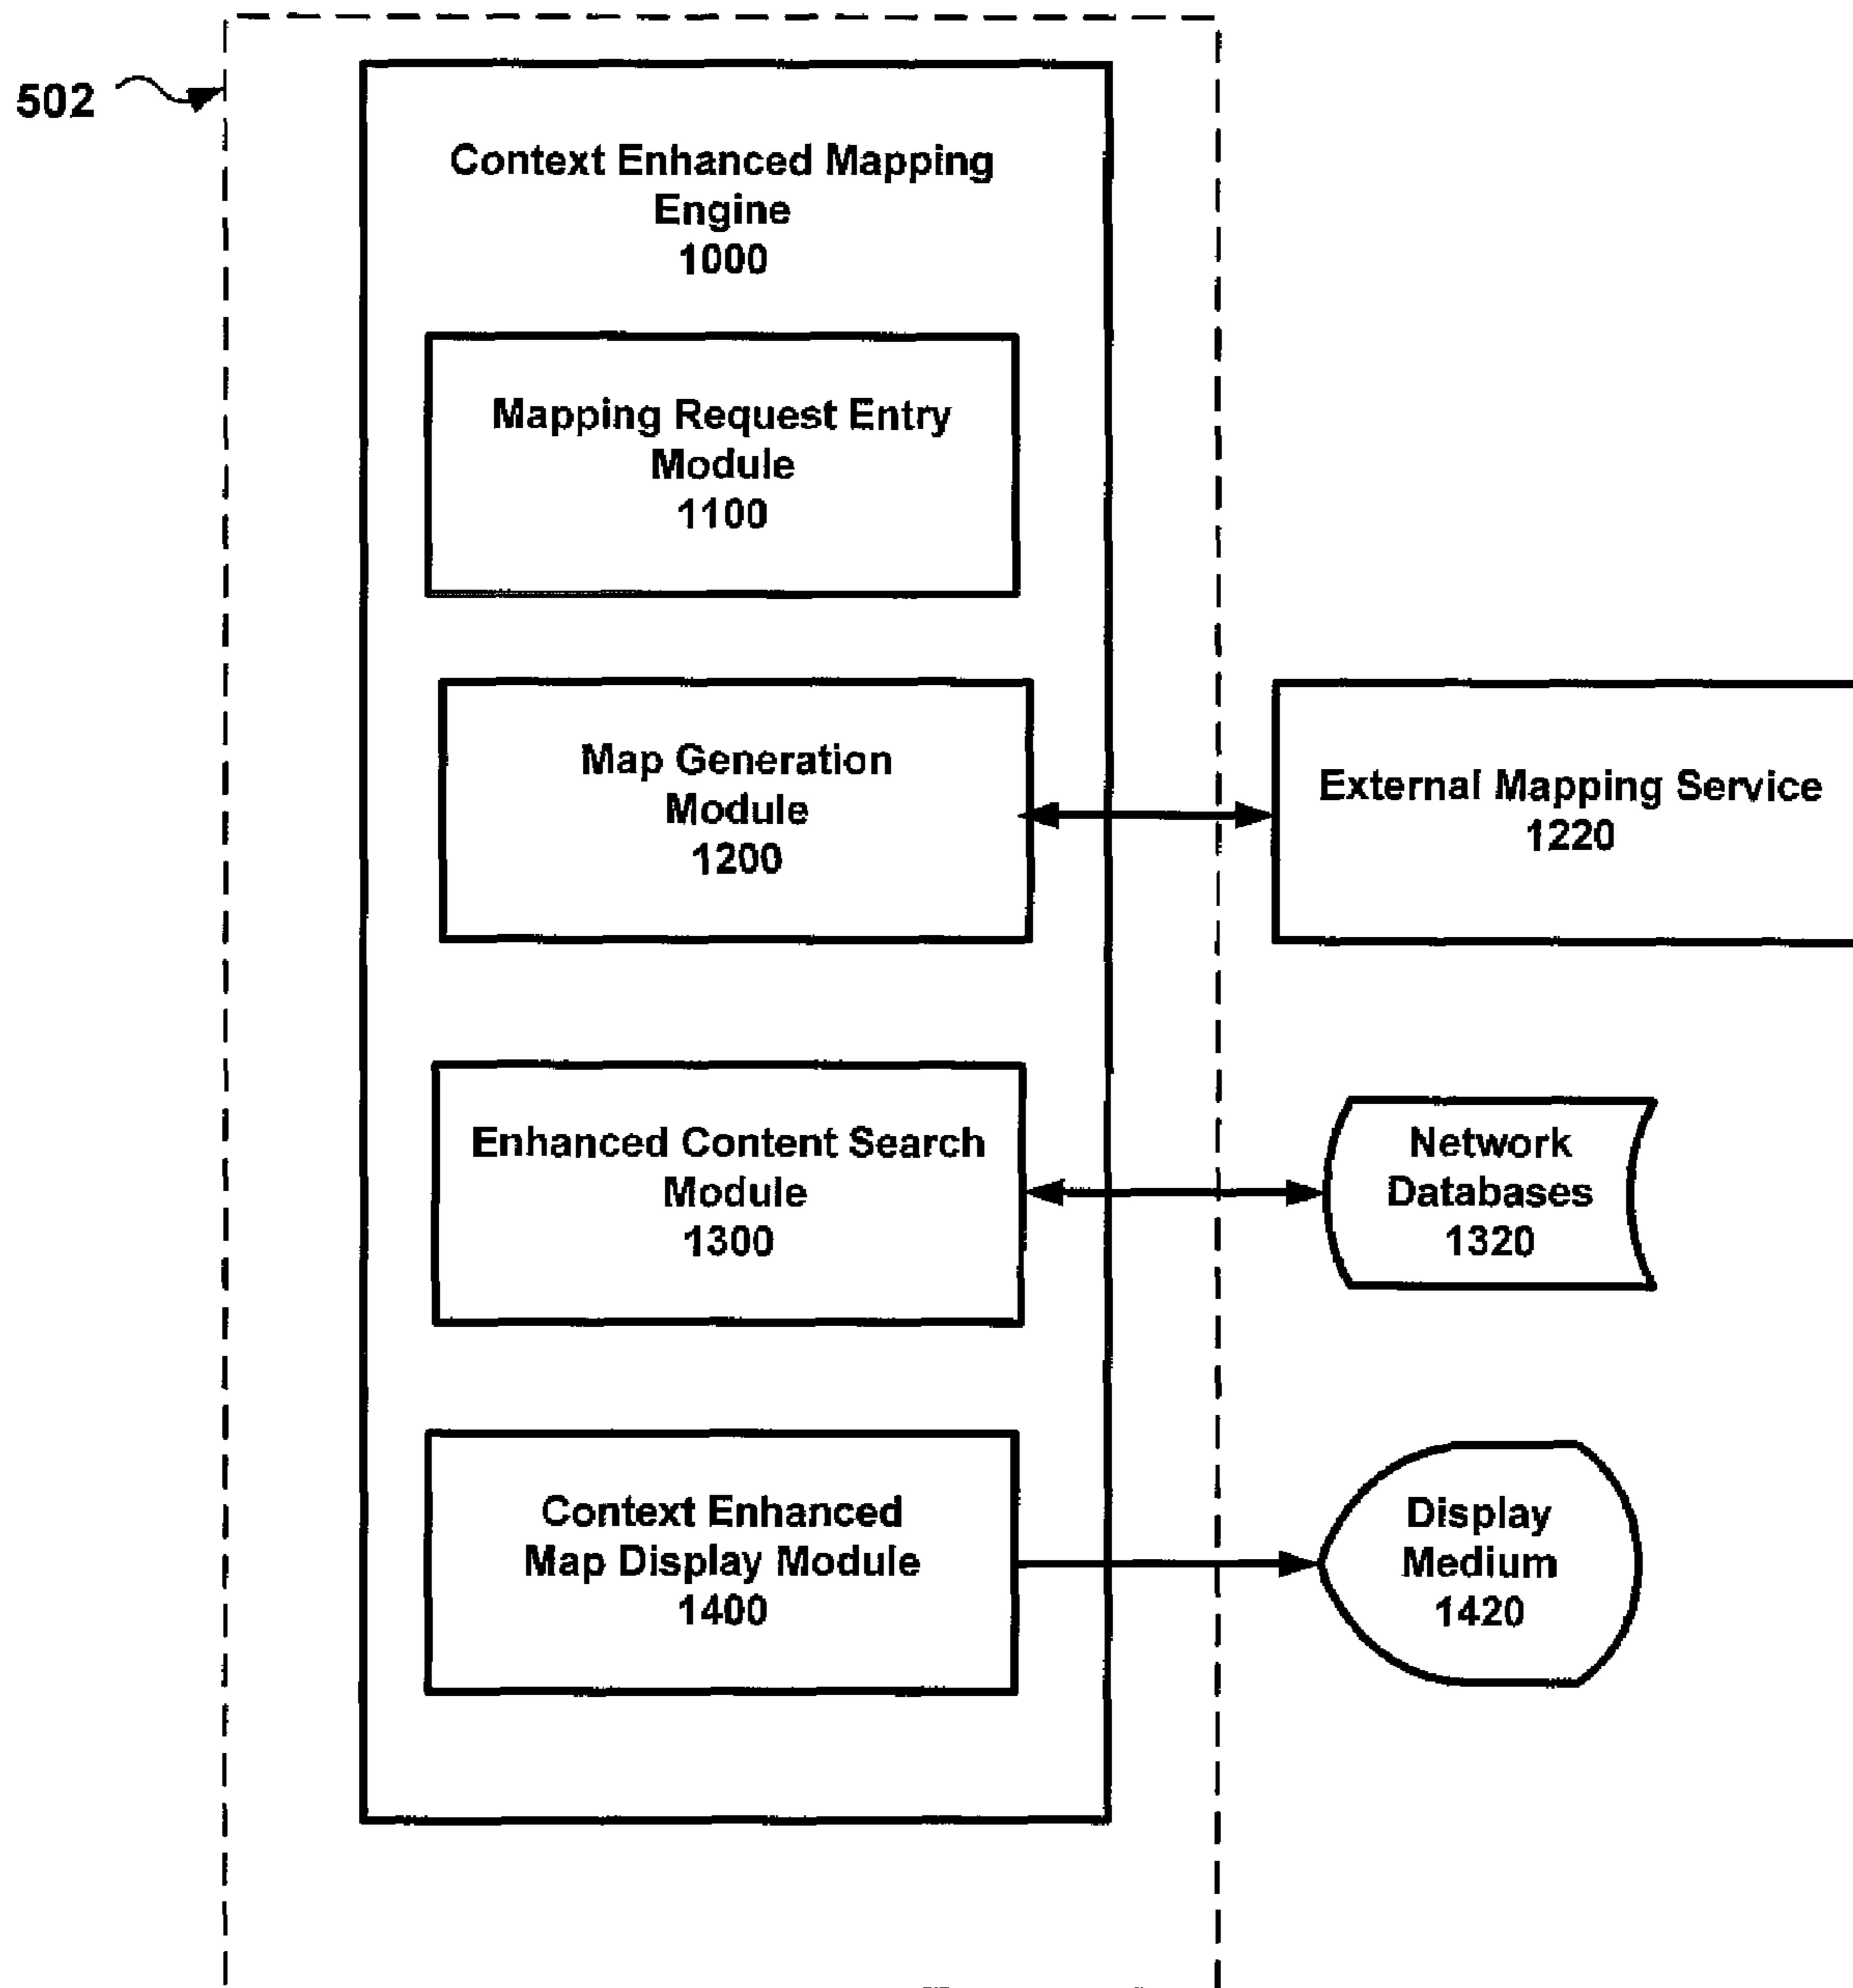 502
Context Enhanced Mapping
Engine
1000
Mapping Request Entry
Module
1100
Map Generation
Module
1200
External Mapping Service
1220
Enhanced Content Search
Module
1300
Network
Databases
1320
Context Enhanced
Map Display Module
1400
Display
Medium
1420